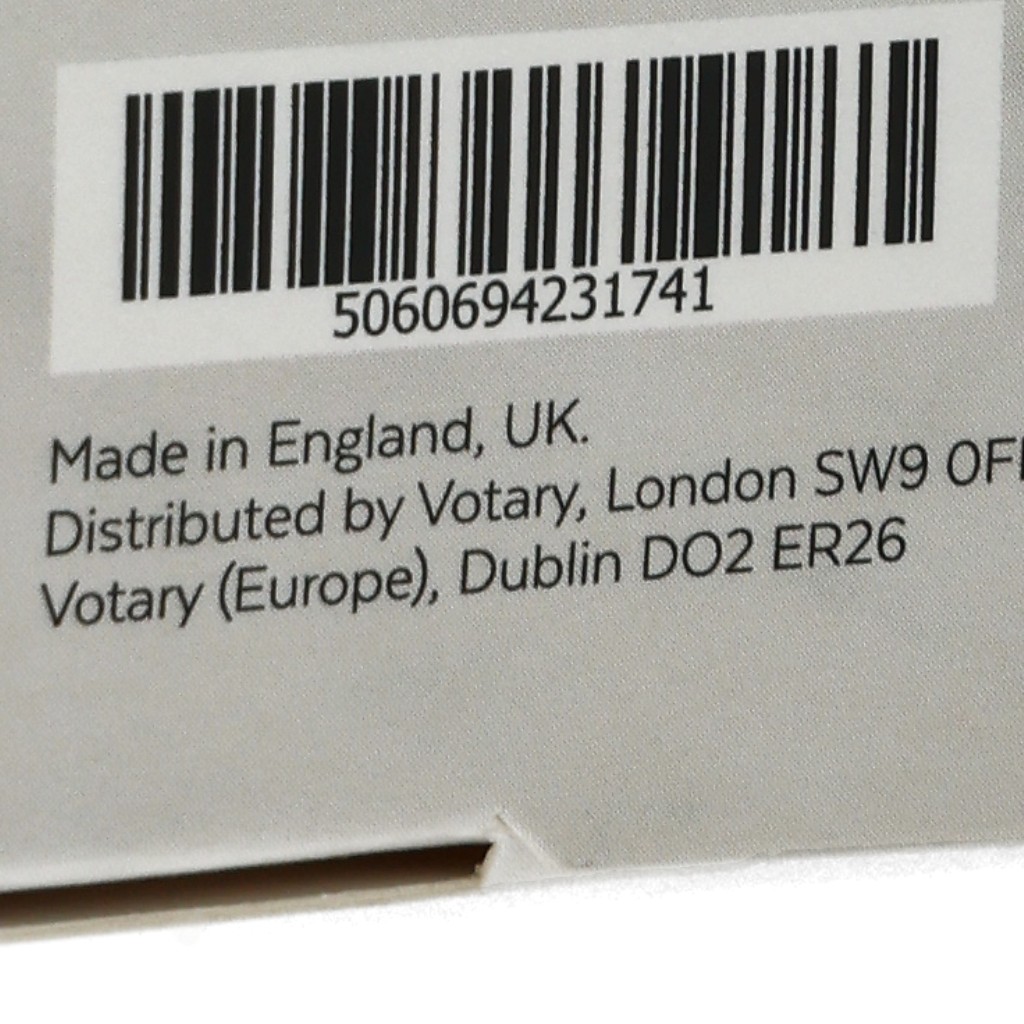 5060694231741
Made in England, UK.
Distributed by Votary, London SW9
Votary (Europe), Dublin DO2 ER26